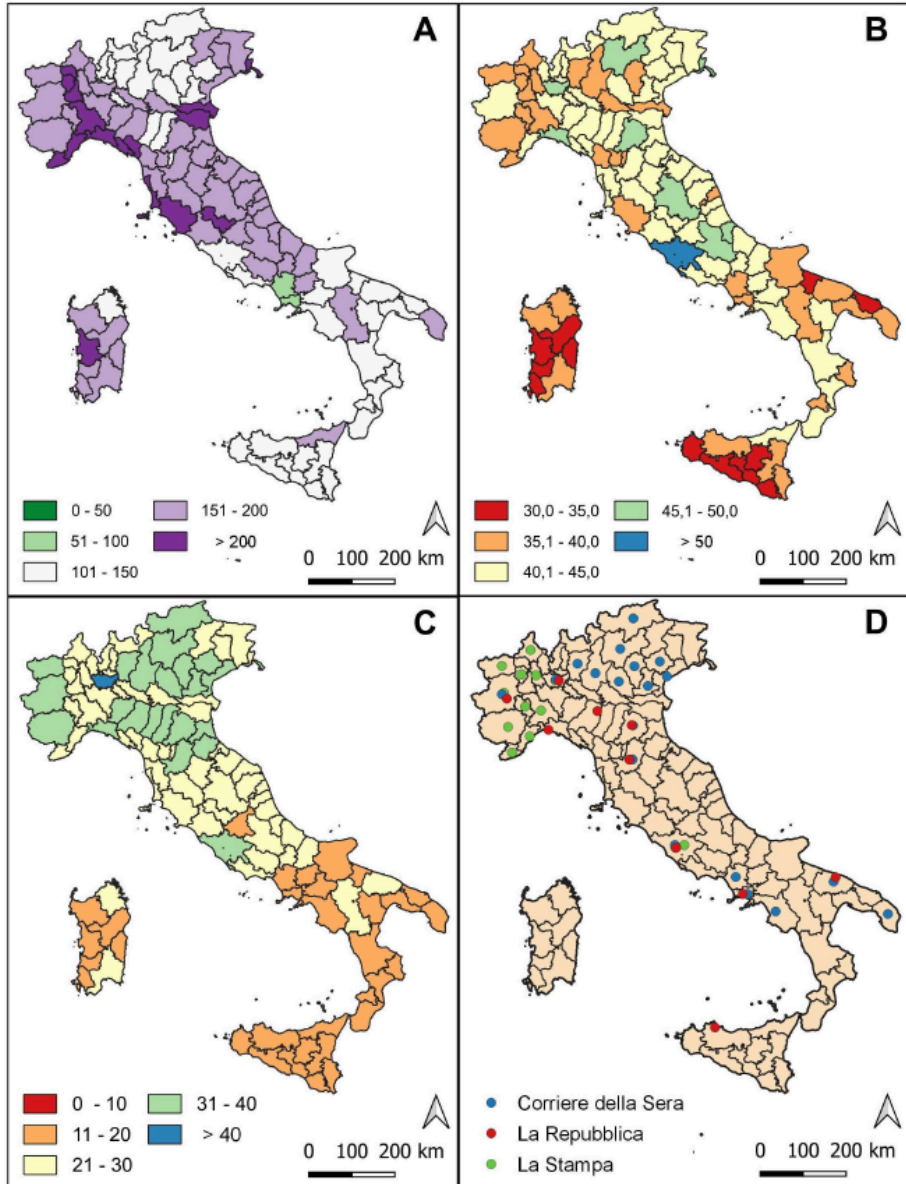 A
0 - 50
151 - 200
51 - 100
> 200
101 - 150
0 100 200 km
B
30,0 - 35,0
45,1 - 50,0
35,1 - 40,0
> 50
40,1 - 45,0
0 100 200 km
C
0 - 10
31 - 40
11 - 20
> 40
21 - 30
0 100 200 km
D
Corriere della Sera
La Repubblica
La Stampa
0 100 200 km